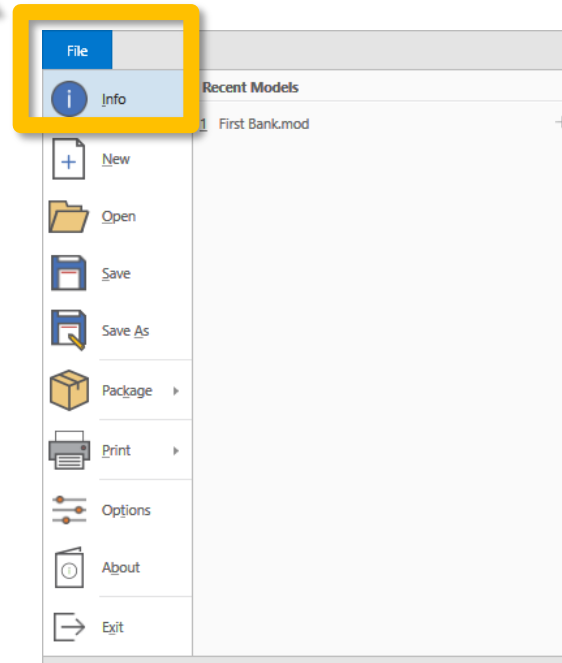 File
Info
Recent Models
1 First Bank.mod
New
Open
Save
Save As
Package
Print
Options
About
Exit